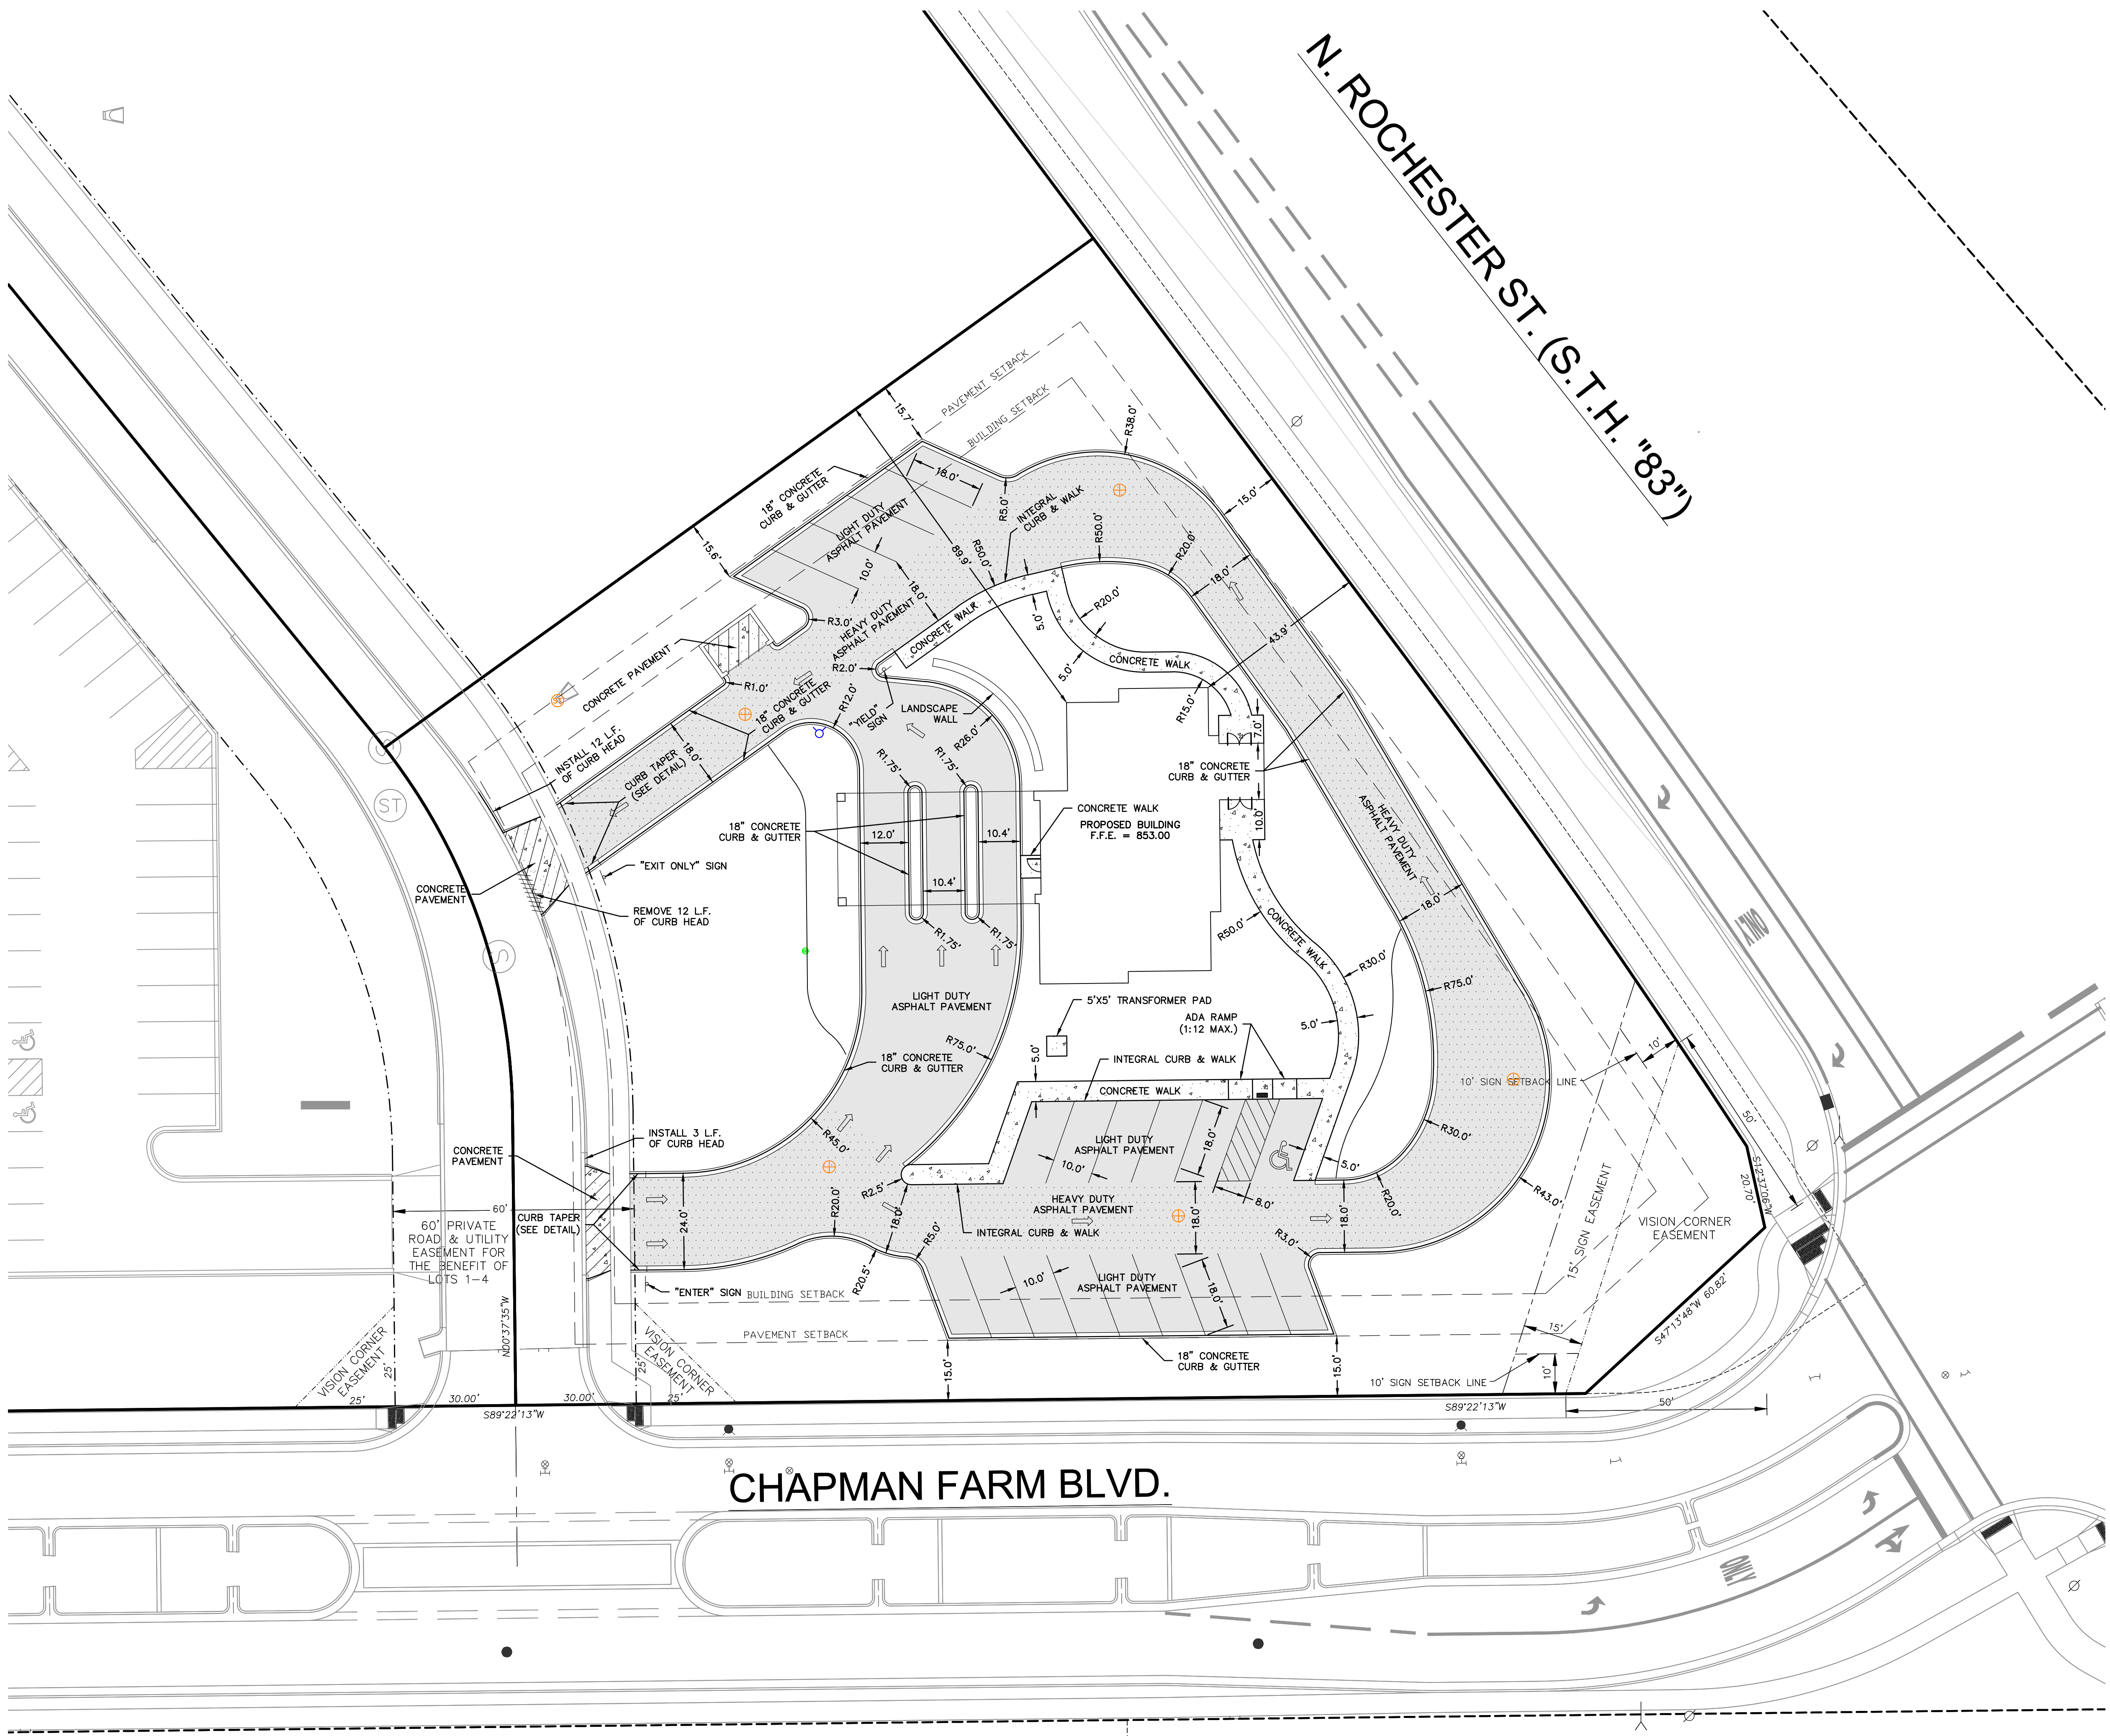 N. ROCHESTER ST. (S.T.H. "83")
PAVEMENT SETBACK
BUILDING SETBACK
15.7'
R38.0'
18.0'
18" CONCRETE
CURB & GUTTER
LIGHT DUTY
ASPHALT PAVEMENT
R5.0'
INTEGRAL
CURB & WALK
15.0'
15.6'
10.0'
89.9'
R50.0'
R50.0'
R20.0'
18.0'
18.0'
R3.0'
HEAVY DUTY
ASPHALT PAVEMENT
CONCRETE WALK
5.0'
R20.0'
43.9'
CONCRETE PAVEMENT
R2.0'
R1.0'
5.0'
CONCRETE WALK
R15.0'
18" CONCRETE
CURB & GUTTER
R12.0'
"YIELD"
SIGN
LANDSCAPE
WALL
R26.0'
7.0'
S
INSTALL 12 L.F.
OF CURB HEAD
18.0'
CURB TAPER
(SEE DETAIL)
R1.75'
R1.75'
18" CONCRETE
CURB & GUTTER
ST
CONCRETE WALK
PROPOSED BUILDING
F.F.E. = 853.00
10.0'
HEAVY DUTY
ASPHALT PAVEMENT
18" CONCRETE
CURB & GUTTER
12.0'
10.4'
10.4'
"EXIT ONLY" SIGN
CONCRETE
PAVEMENT
REMOVE 12 L.F.
OF CURB HEAD
R1.75'
R1.75'
18.0'
R50.0'
CONCRETE WALK
R30.0'
ONLY
S
R75.0'
LIGHT DUTY
ASPHALT PAVEMENT
5'X5' TRANSFORMER PAD
ADA RAMP
(1:12 MAX.)
5.0'
R75.0'
5.0'
INTEGRAL CURB & WALK
18" CONCRETE
CURB & GUTTER
CONCRETE WALK
10'
10' SIGN SETBACK LINE
50'
INSTALL 3 L.F.
OF CURB HEAD
R45.0'
CONCRETE
PAVEMENT
LIGHT DUTY
ASPHALT PAVEMENT
18.0'
10.0'
5.0'
R30.0'
R2.5'
8.0'
R20.0'
R43.0'
S12°37'06"W
20.70'
60'
CURB TAPER
(SEE DETAIL)
24.0'
R20.0'
18.0'
HEAVY DUTY
ASPHALT PAVEMENT
18.0'
18.0'
INTEGRAL CURB & WALK
R5.0'
R3.0'
15' SIGN EASEMENT
VISION CORNER
EASEMENT
60' PRIVATE
ROAD & UTILITY
EASEMENT FOR
THE BENEFIT OF
LOTS 1-4
R20.5'
10.0'
LIGHT DUTY
ASPHALT PAVEMENT
18.0'
"ENTER" SIGN
BUILDING SETBACK
N00°37'35"W
PAVEMENT SETBACK
VISION CORNER
EASEMENT
25'
VISION CORNER
EASEMENT
25'
15.0'
18" CONCRETE
CURB & GUTTER
15.0'
15'
S47°13'48"W 60.82'
10' SIGN SETBACK LINE
10'
25'
30.00'
30.00'
25'
S89°22'13"W
S89°22'13"W
50'
CHAPMAN FARM BLVD.
ONLY